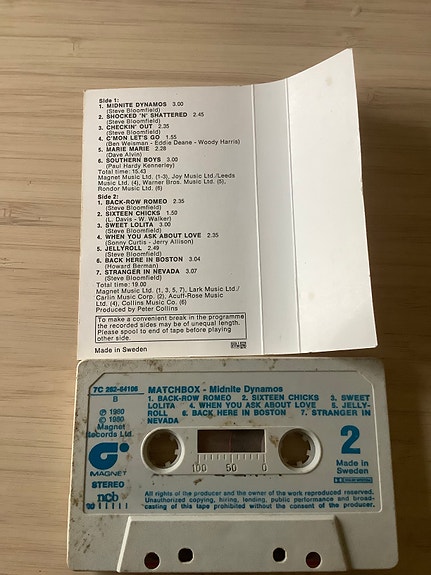 Side 1:
1. MIDNITE DYNAMOS 3.00
(Steve Bloomfield)
2. SHOCKED 'N' SHATTERED 2.45
(Steve Bloomfield)
3. CHECKIN' OUT 2.35
(Steve Bloomfield)
4. C'MON LET'S GO 1.55
(Ben Weisman - Eddie Deane - Woody Harris)
5. MARIE MARIE 2.28
(Dave Alvin)
6. SOUTHERN BOYS 3.00
(Paul Hardy Kennerley)
Total time: 15.43
Magnet Music Ltd. (1-3), Joy Music Ltd./Leeds
Music Ltd. (4), Warner Bros. Music Ltd. (5),
Rondor Music Ltd. (6)
Side 2:
1. BACK-ROW ROMEO 2.35
(Steve Bloomfield)
2. SIXTEEN CHICKS 1.50
(L. Davis - W. Walker)
3. SWEET LOLITA 3.00
(Steve Bloomfield)
4. WHEN YOU ASK ABOUT LOVE 2.35
(Sonny Curtis - Jerry Allison)
5. JELLYROLL 2.49
(Steve Bloomfield)
6. BACK HERE IN BOSTON 3.04
(Howard Berman)
7. STRANGER IN NEVADA 3.07
(Steve Bloomfield)
Total time: 19.00
Magnet Music Ltd. (1, 3, 5, 7), Lark Music Ltd./
Carlin Music Corp. (2), Acuff-Rose Music
Ltd. (4), Collins Music Co. (6)
Produced by Peter Collins
To make a convenient break in the programme
the recorded sides may be of unequal length.
Please spool to end of tape before playing
other side.
Made in Sweden
7C 262-64106
B
MATCHBOX - Midnite Dynamos
1. BACK-ROW ROMEO 2. SIXTEEN CHICKS 3. SWEET
LOLITA 4. WHEN YOU ASK ABOUT LOVE 5. JELLY-
ROLL 6. BACK HERE IN BOSTON 7. STRANGER IN
NEVADA
℗ 1980
© 1980
Magnet
Records Ltd
MAGNET
STEREO
ncb
100 50 0
2
Made in
Sweden
All rights of the producer and the owner of the work reproduced reserved.
Unauthorized copying, hiring, lending, public performance and broad-
casting of this tape prohibited without the consent of the producer.